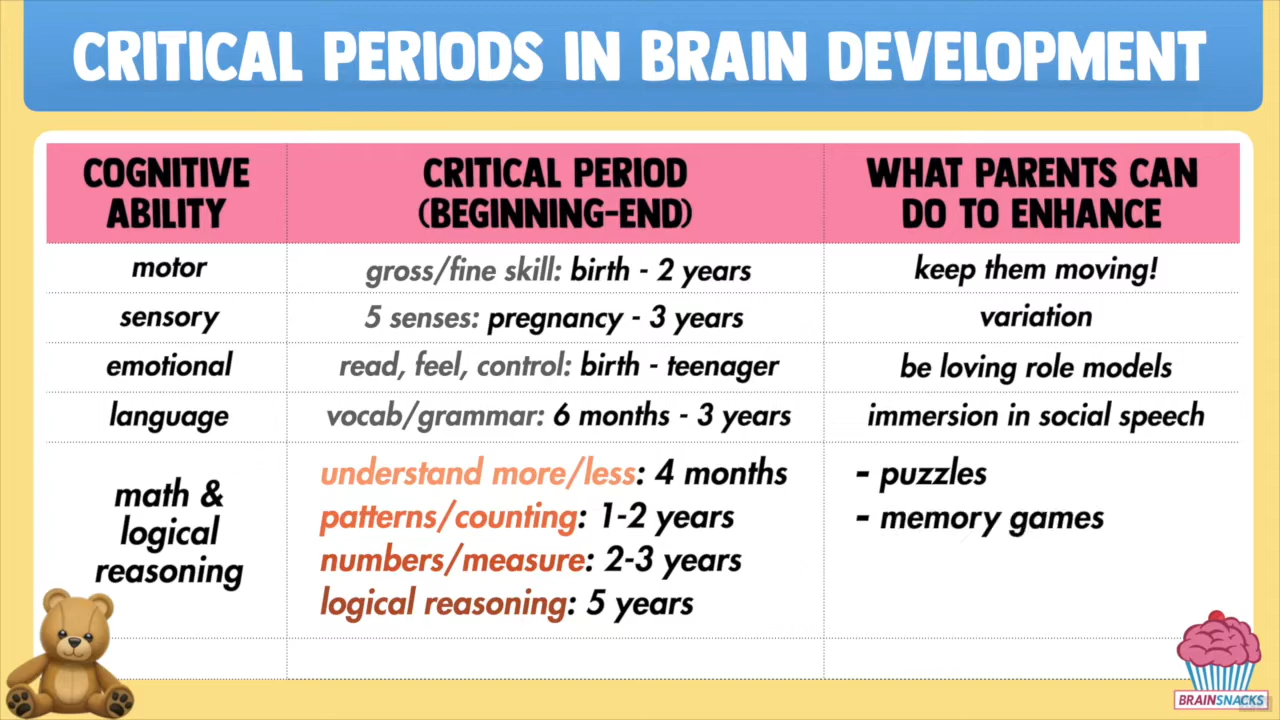 CRITICAL PERIODS IN BRAIN DEVELOPMENT
COGNITIVE
ABILITY
CRITICAL PERIOD
(BEGINNING-END)
WHAT PARENTS CAN
DO TO ENHANCE
motor
gross/fine skill: birth - 2 years
keep them moving!
sensory
5 senses: pregnancy - 3 years
variation
emotional
read, feel, control: birth - teenager
be loving role models
language
vocab/grammar: 6 months - 3 years
immersion in social speech
math &
logical
reasoning
understand more/less: 4 months
patterns/counting: 1-2 years
numbers/measure: 2-3 years
logical reasoning: 5 years
- puzzles
- memory games
BRAINSNACKS